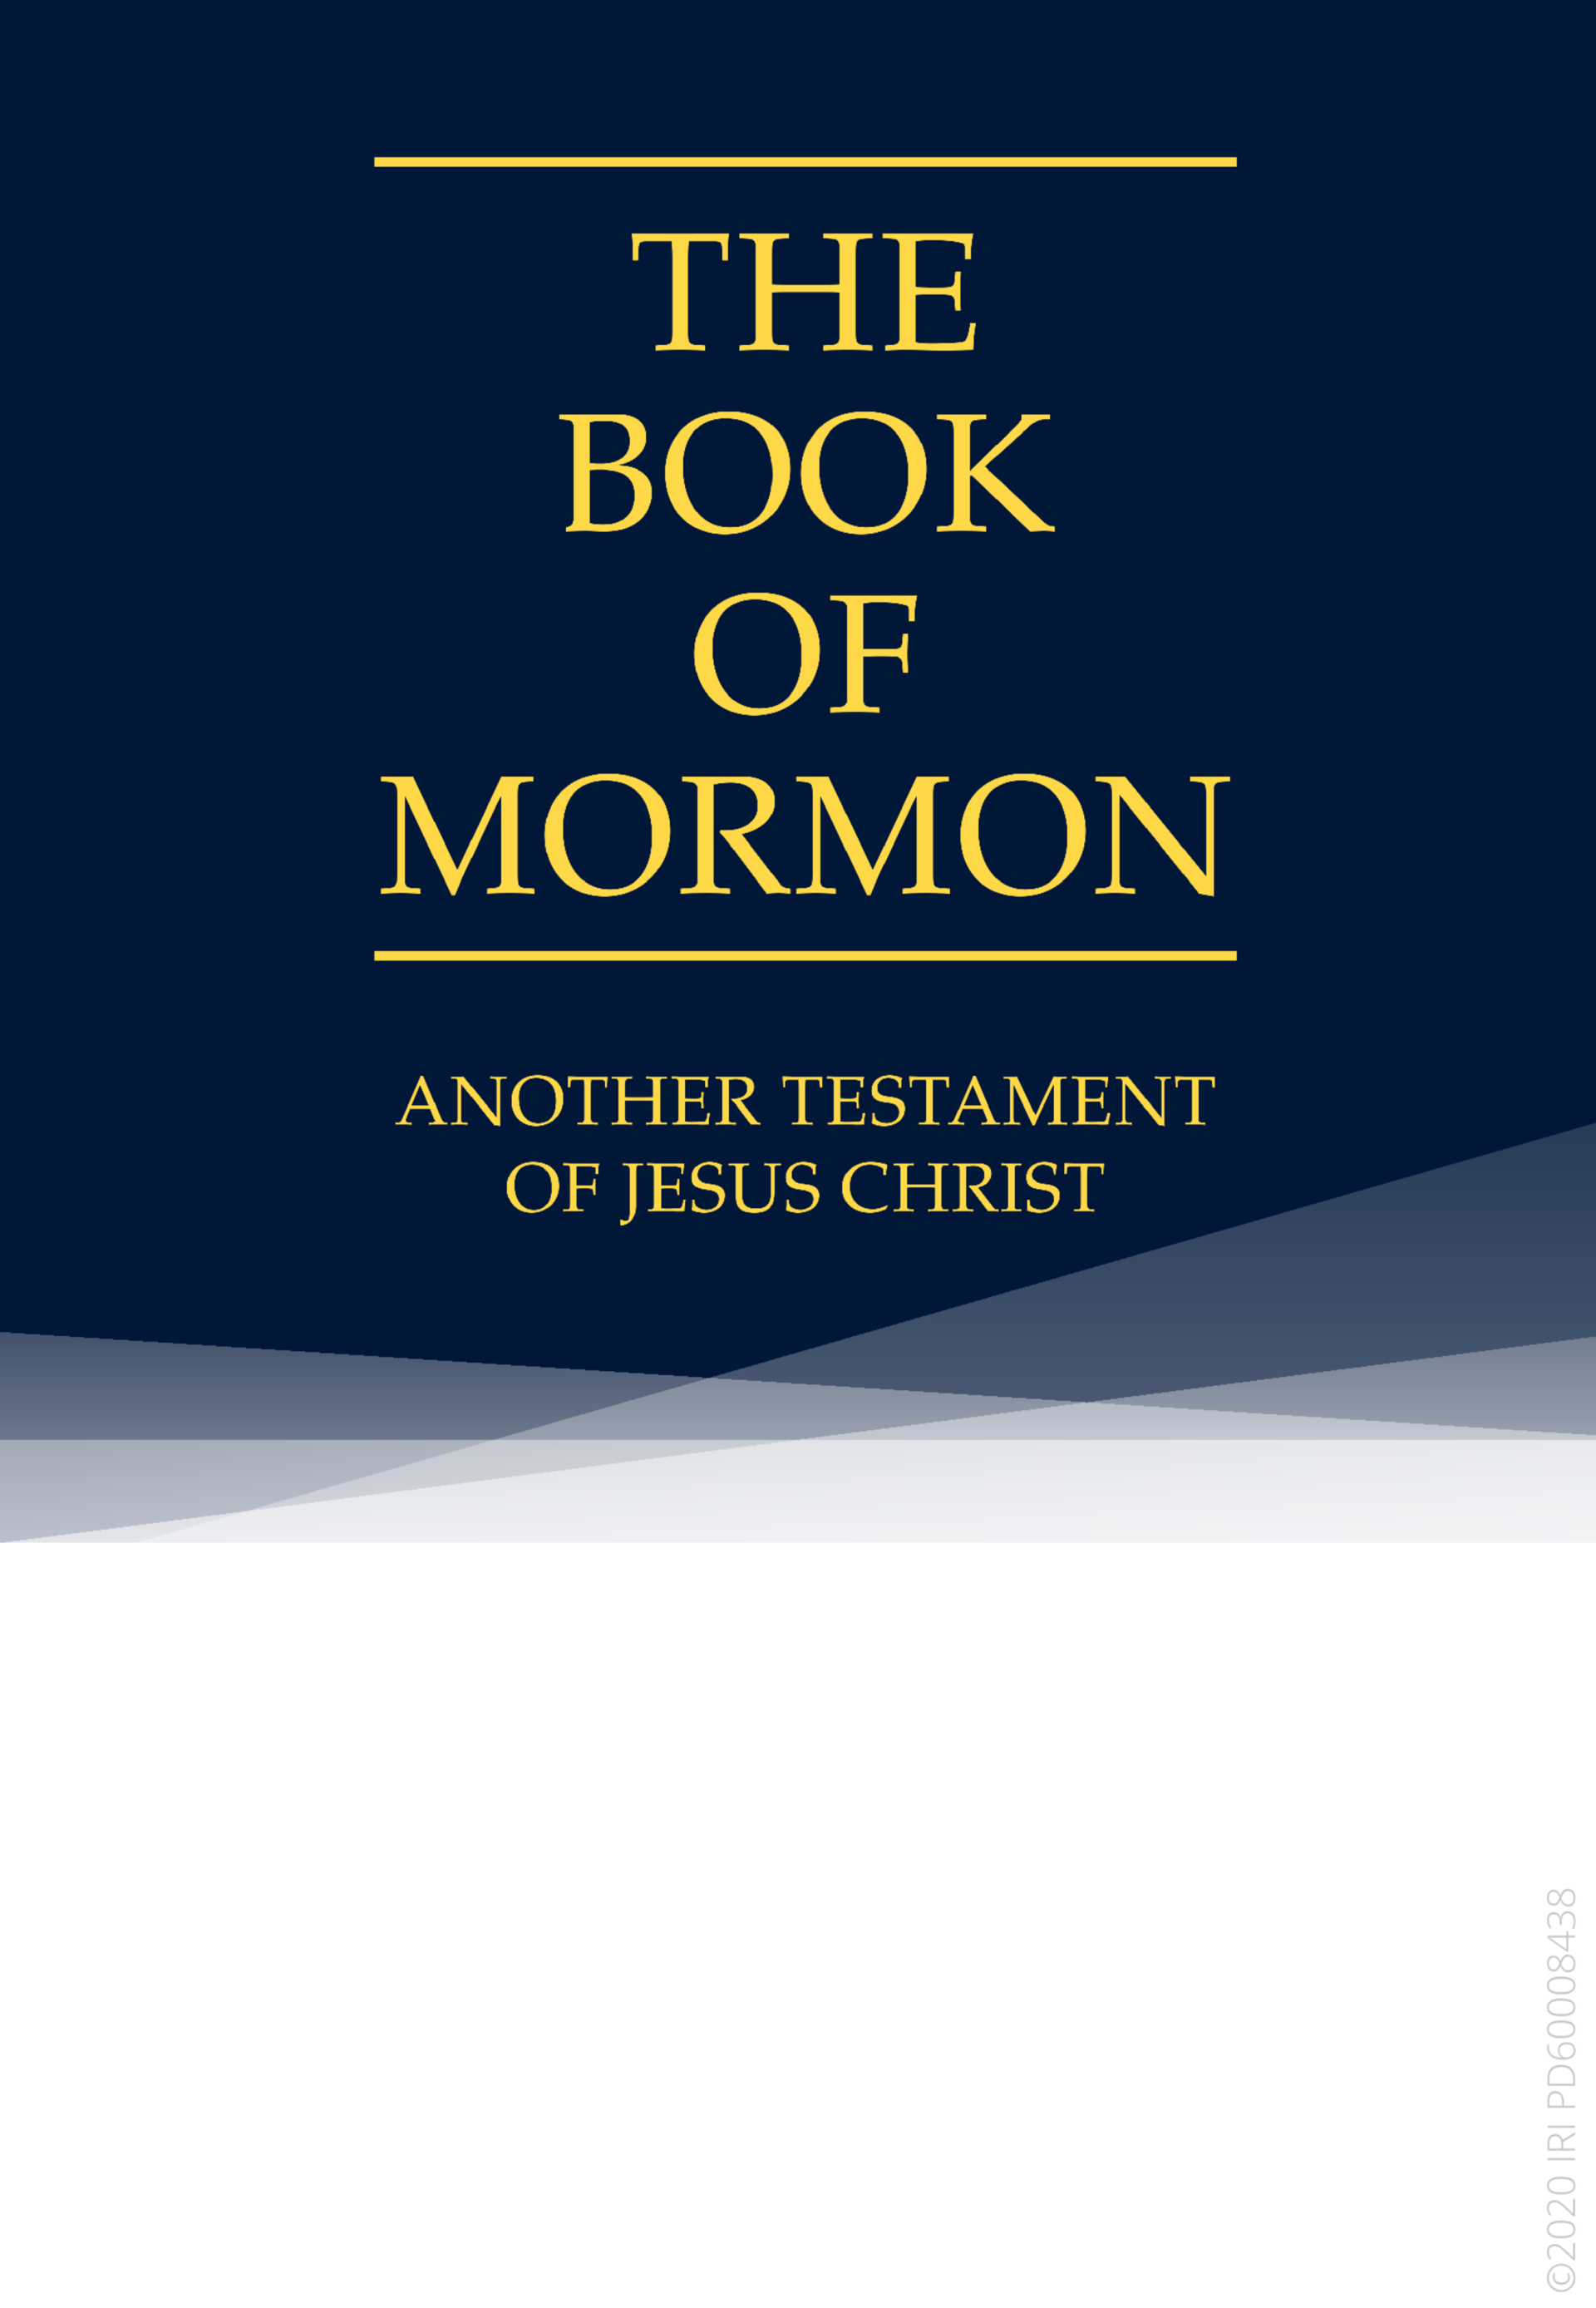 THE
BOOK
OF
MORMON
ANOTHER TESTAMENT
OF JESUS CHRIST
©2020 IRI PD60008438